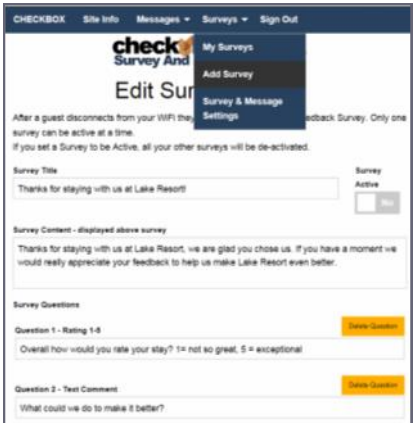 CHECKBOX Site Info Messages Surveys Sign Out
check
Survey And
My Surveys
Add Survey
Survey & Message
Settings
Edit Sur
After a guest disconnects from your WiFi they edback Survey. Only one
survey can be active at a time.
If you set a Survey to be Active, all your other surveys will be de-activated.
Survey Title
Survey
Active
Thanks for staying with us at Lake Resort!
No
Survey Content - displayed above survey
Thanks for staying with us at Lake Resort, we are glad you chose us. If you have a moment we
would really appreciate your feedback to help us make Lake Resort even better.
Survey Questions
Question 1 - Rating 1-5
Delete Question
Overall how would you rate your stay? 1= not so great, 5 = exceptional
Question 2 - Text Comment
Delete Question
What could we do to make it better?